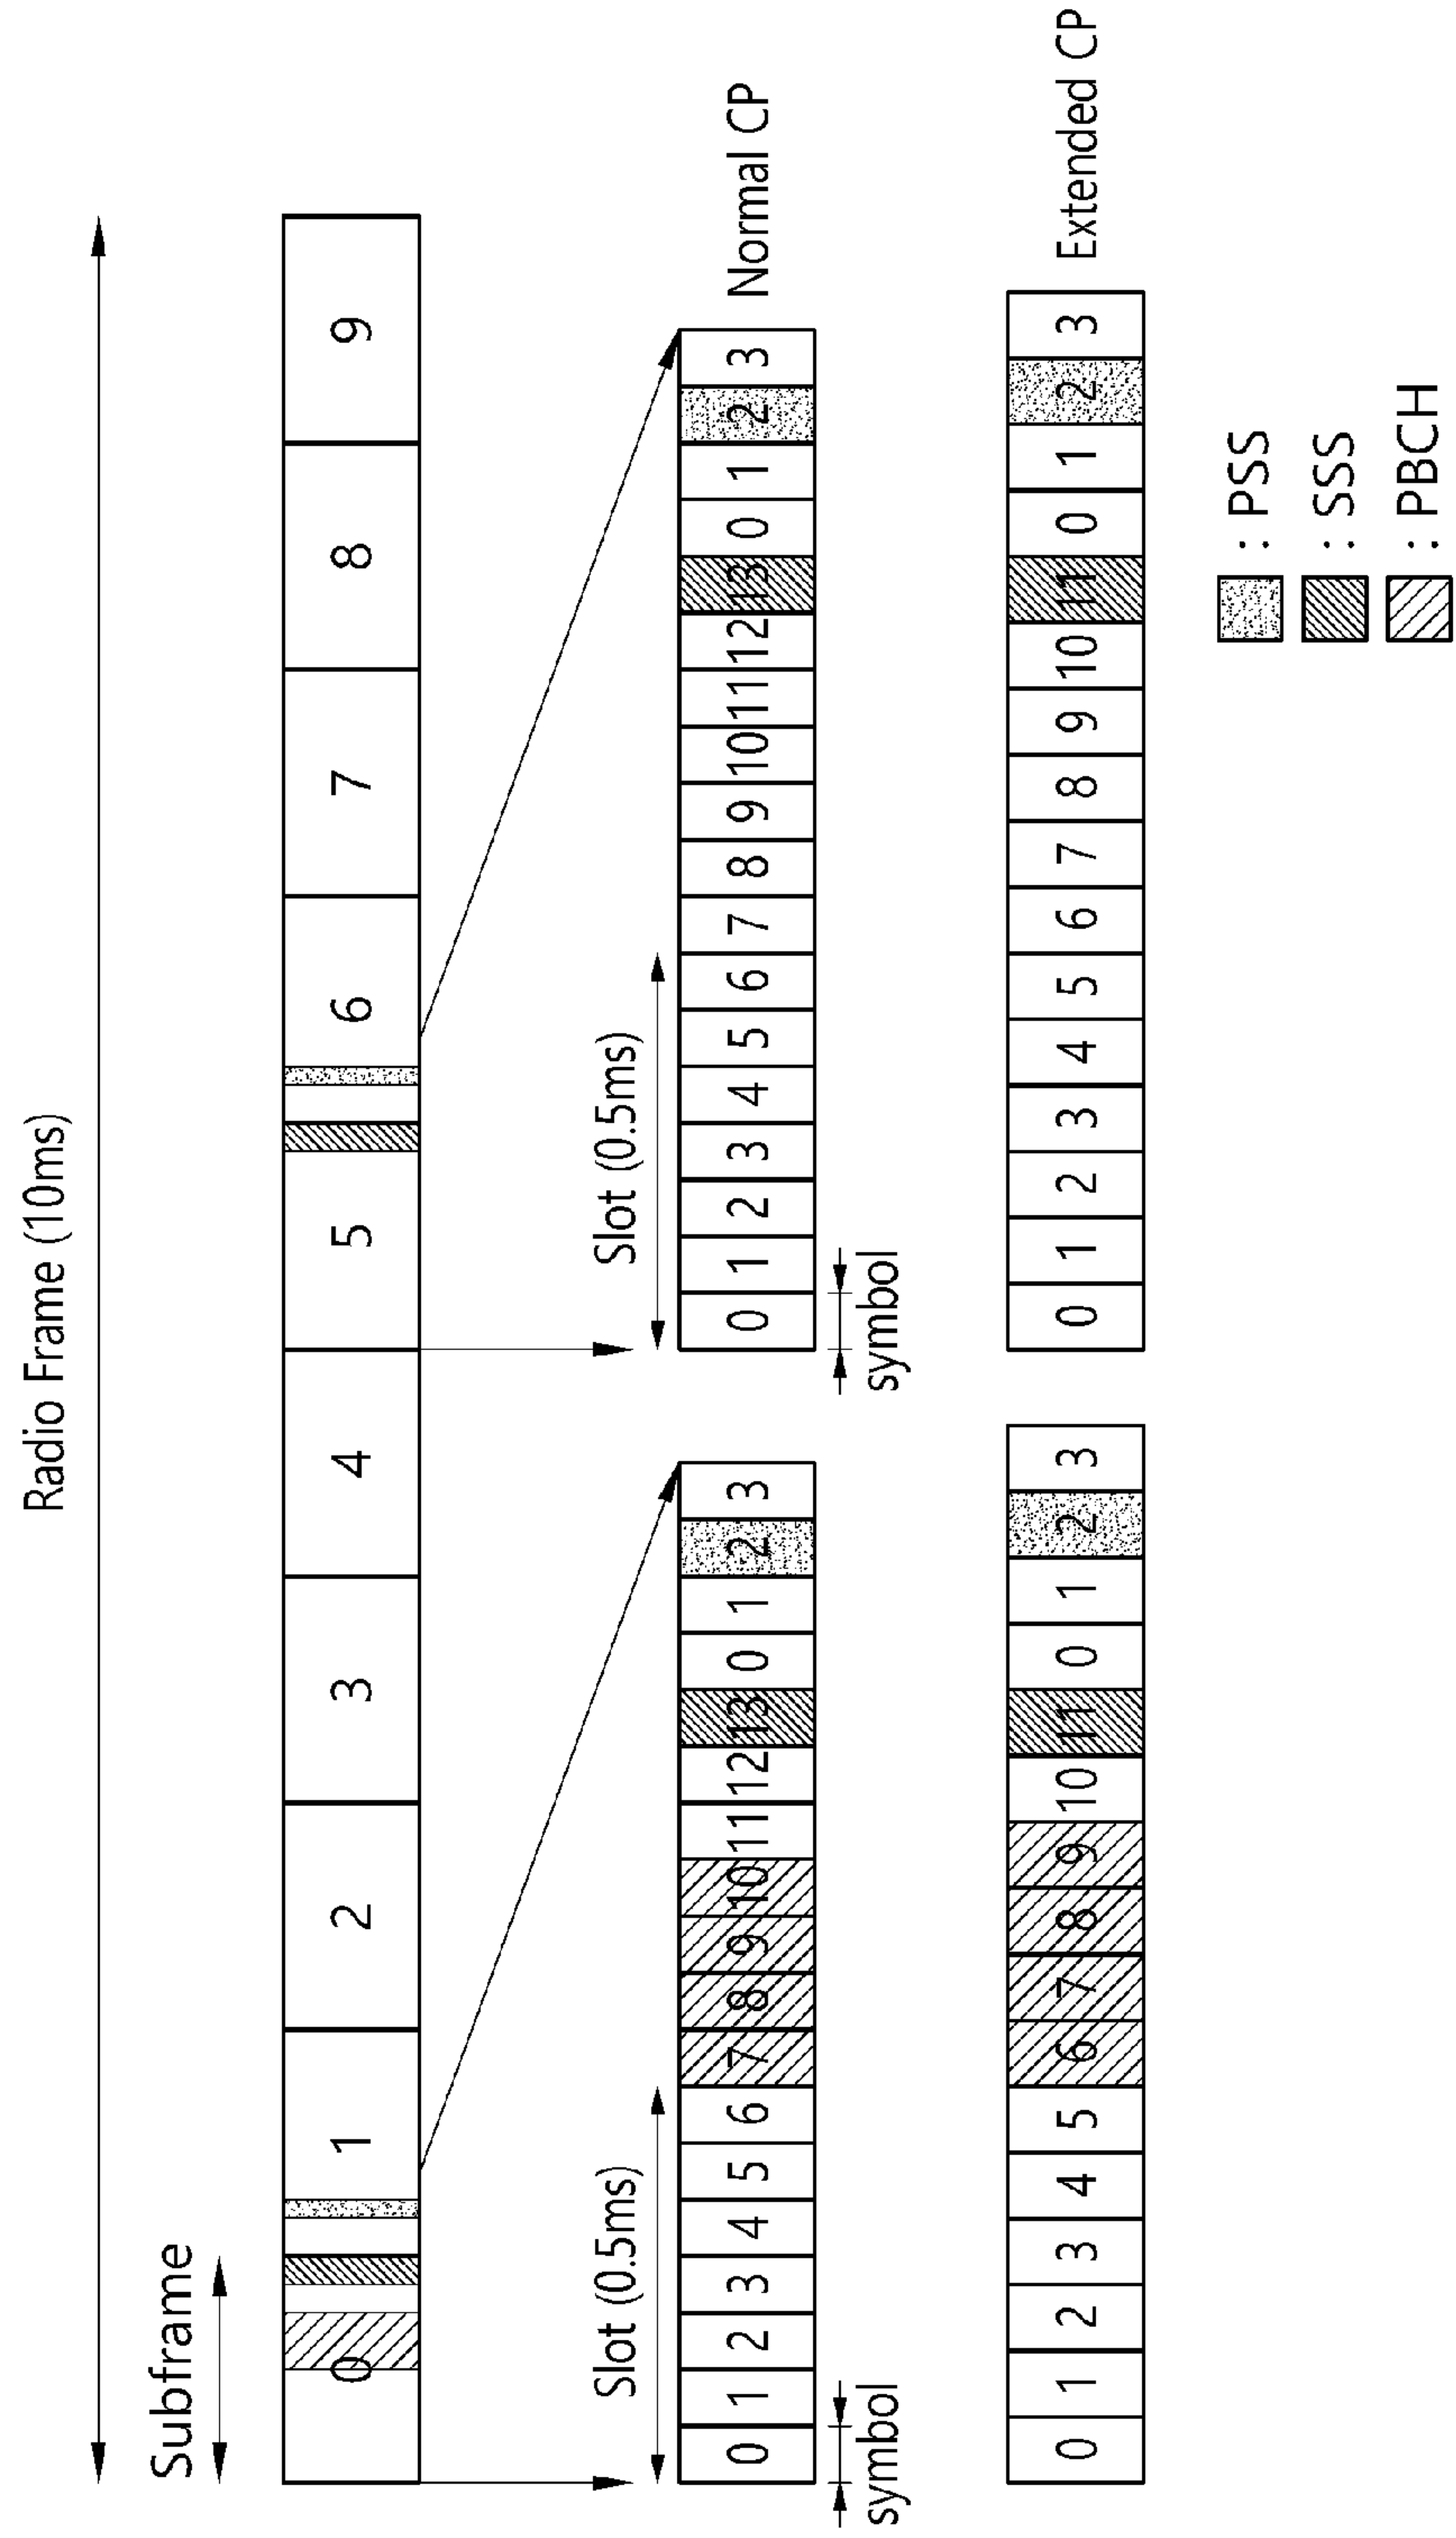 Radio Frame (10ms)
Subframe
0 1 2 3 4 5 6 7 8 9
Slot (0.5ms) Slot (0.5ms)
0 1 2 3 4 5 6 7 8 9 10 11 12 13 0 1 2 3 0 1 2 3 4 5 6 7 8 9 10 11 12 13 0 1 2 3 Normal CP
symbol symbol
0 1 2 3 4 5 6 7 8 9 10 11 0 1 2 3 0 1 2 3 4 5 6 7 8 9 10 11 0 1 2 3 Extended CP
: PSS
: SSS
: PBCH